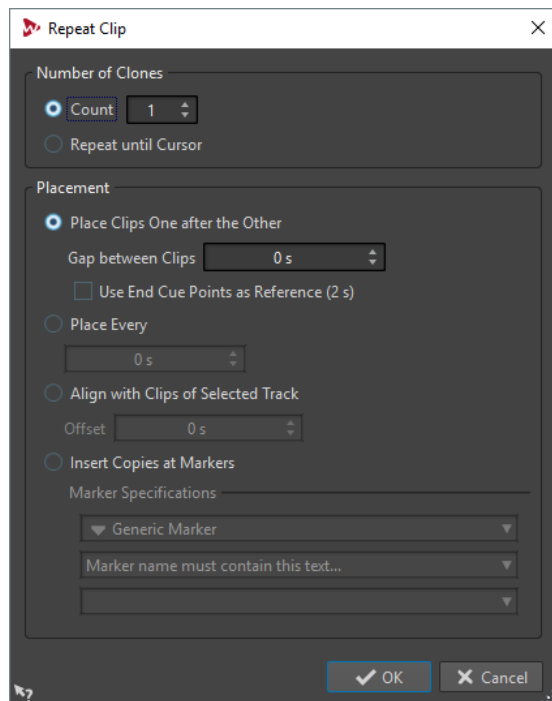 Repeat Clip
Number of Clones
Count 1
Repeat until Cursor
Placement
Place Clips One after the Other
Gap between Clips 0 s
Use End Cue Points as Reference (2 s)
Place Every
0 s
Align with Clips of Selected Track
Offset 0 s
Insert Copies at Markers
Marker Specifications
Generic Marker
Marker name must contain this text...
OK Cancel
?